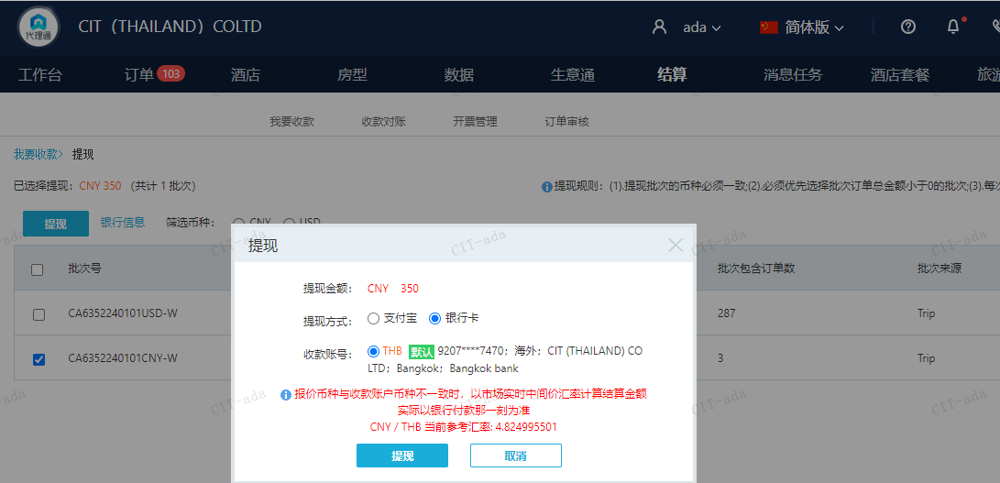 代理通
CIT（THAILAND）COLTD
ada
简体版
工作台
订单 103
酒店
房型
数据
生意通
结算
消息任务
酒店套餐
旅游
我要收款
收款对账
开票管理
订单审核
我要收款> 提现
已选择提现： CNY 350 （共计 1 批次）
提现规则： (1).提现批次的币种必须一致;(2).必须优先选择批次订单总金额小于0的批次;(3).每次
提现 银行信息 筛选币种： CNY USD
批次号
批次包含订单数
批次来源
CA6352240101USD-W
287
Trip
CA6352240101CNY-W
3
Trip
提现
提现金额： CNY 350
提现方式： 支付宝 银行卡
收款账号： THB 默认 9207****7470；海外；CIT (THAILAND) CO
LTD；Bangkok；Bangkok bank
报价币种与收款账户币种不一致时，以市场实时中间价汇率计算结算金额
实际以银行付款那一刻为准
CNY / THB 当前参考汇率: 4.824995501
提现
取消
CIT-ada
CIT-ada
CIT-ada
CIT-ada
CIT-ada
CIT-ada
CIT-ada